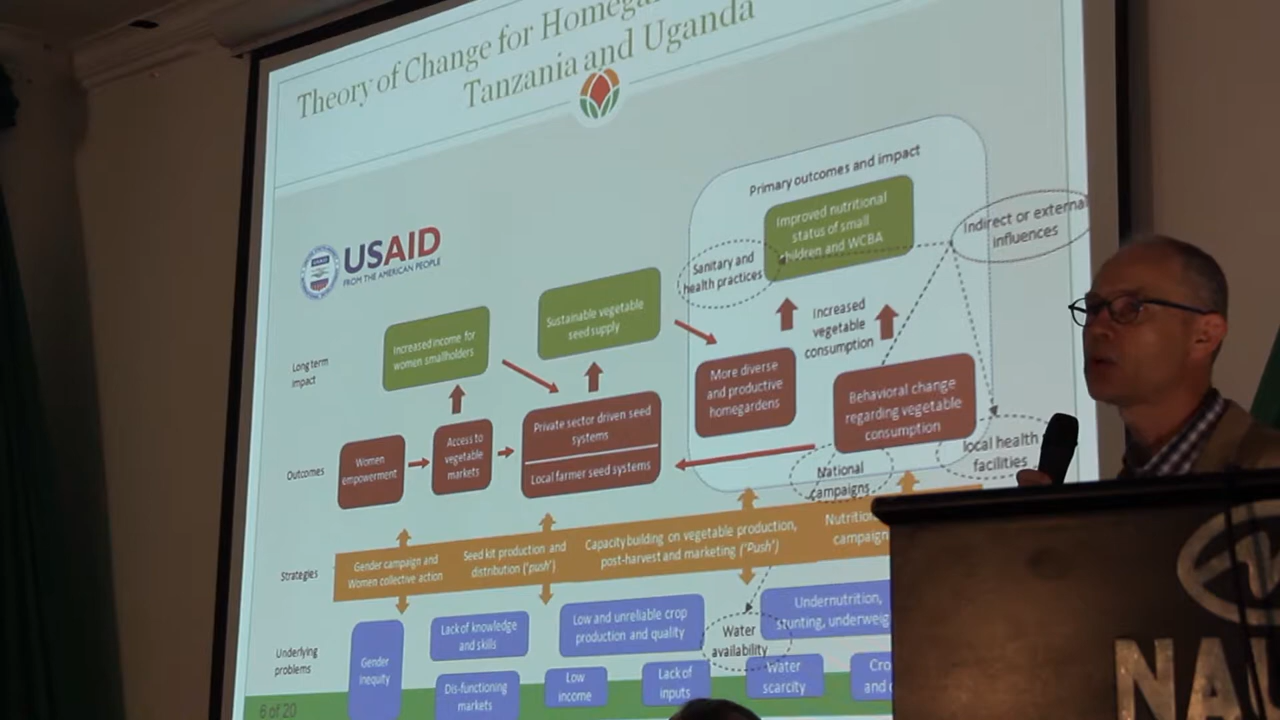 Theory of Change for
Tanzania and Uganda
Primary outcomes and impact
Improved nutritional
status of small
children and WCBA
Indirect or external
influences
USAID
FROM THE AMERICAN PEOPLE
Sanitary and
health practices
Long term
impact
Increased income for
women smallholders
Sustainable vegetable
seed supply
Increased
vegetable
consumption
More diverse
and productive
homegardens
Behavioral change
regarding vegetable
consumption
Outcomes
Women
empowerment
Access to
vegetable
markets
Private sector driven seed
systems
Local farmer seed systems
National
campaigns
local health
facilities
Strategies
Gender campaign and
Women collective action
Seed kit production and
distribution ('push')
Capacity building on vegetable production,
post-harvest and marketing ('Push')
campaign
Underlying
problems
Gender
inequity
Lack of knowledge
and skills
Low and unreliable crop
production and quality
Water
availability
Undernutrition,
stunting,
Dis-functioning
markets
Low
income
Lack of
inputs
Water
scarcity
and
6 of 20